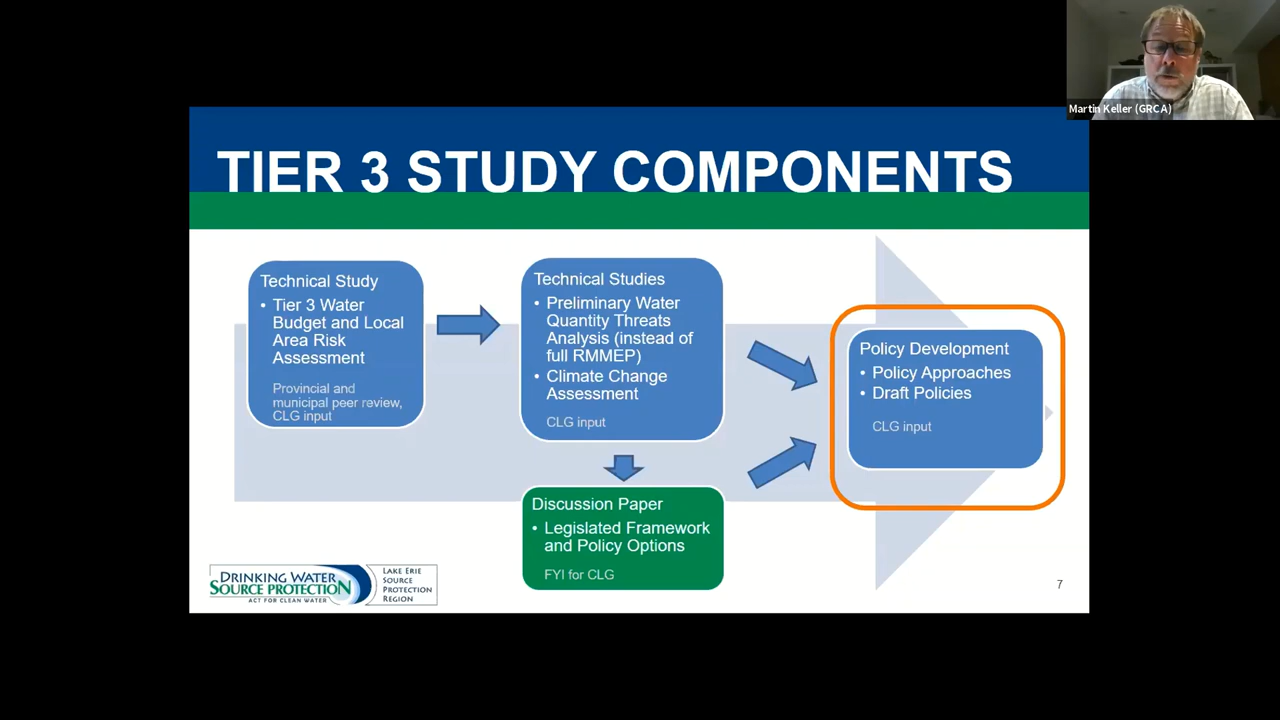 Martin Keller (GRCA)
TIER 3 STUDY COMPONENTS
Technical Study
• Tier 3 Water
Budget and Local
Area Risk
Assessment
Provincial and
municipal peer review,
CLG input
Technical Studies
• Preliminary Water
Quantity Threats
Analysis (instead of
full RMMEP)
• Climate Change
Assessment
CLG input
Discussion Paper
• Legislated Framework
and Policy Options
FYI for CLG
Policy Development
• Policy Approaches
• Draft Policies
CLG input
DRINKING WATER
SOURCE PROTECTION
ACT FOR CLEAN WATER
LAKE ERIE
SOURCE
PROTECTION
REGION
7